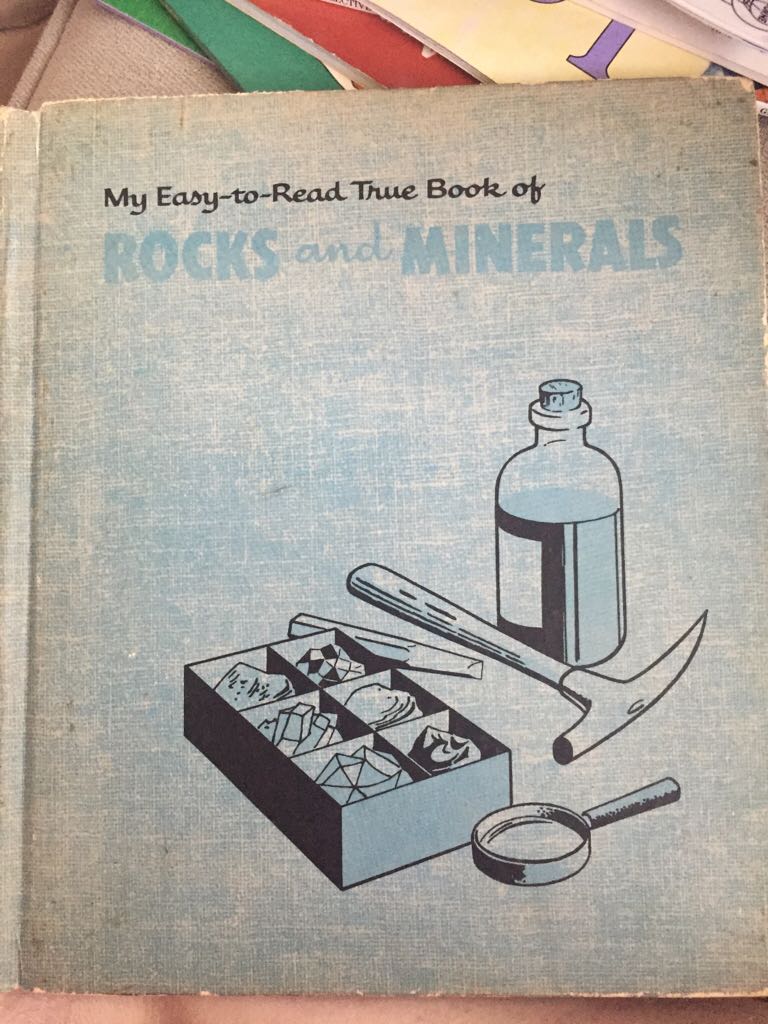 My Easy-to-Read True Book of
ROCKS and MINERALS